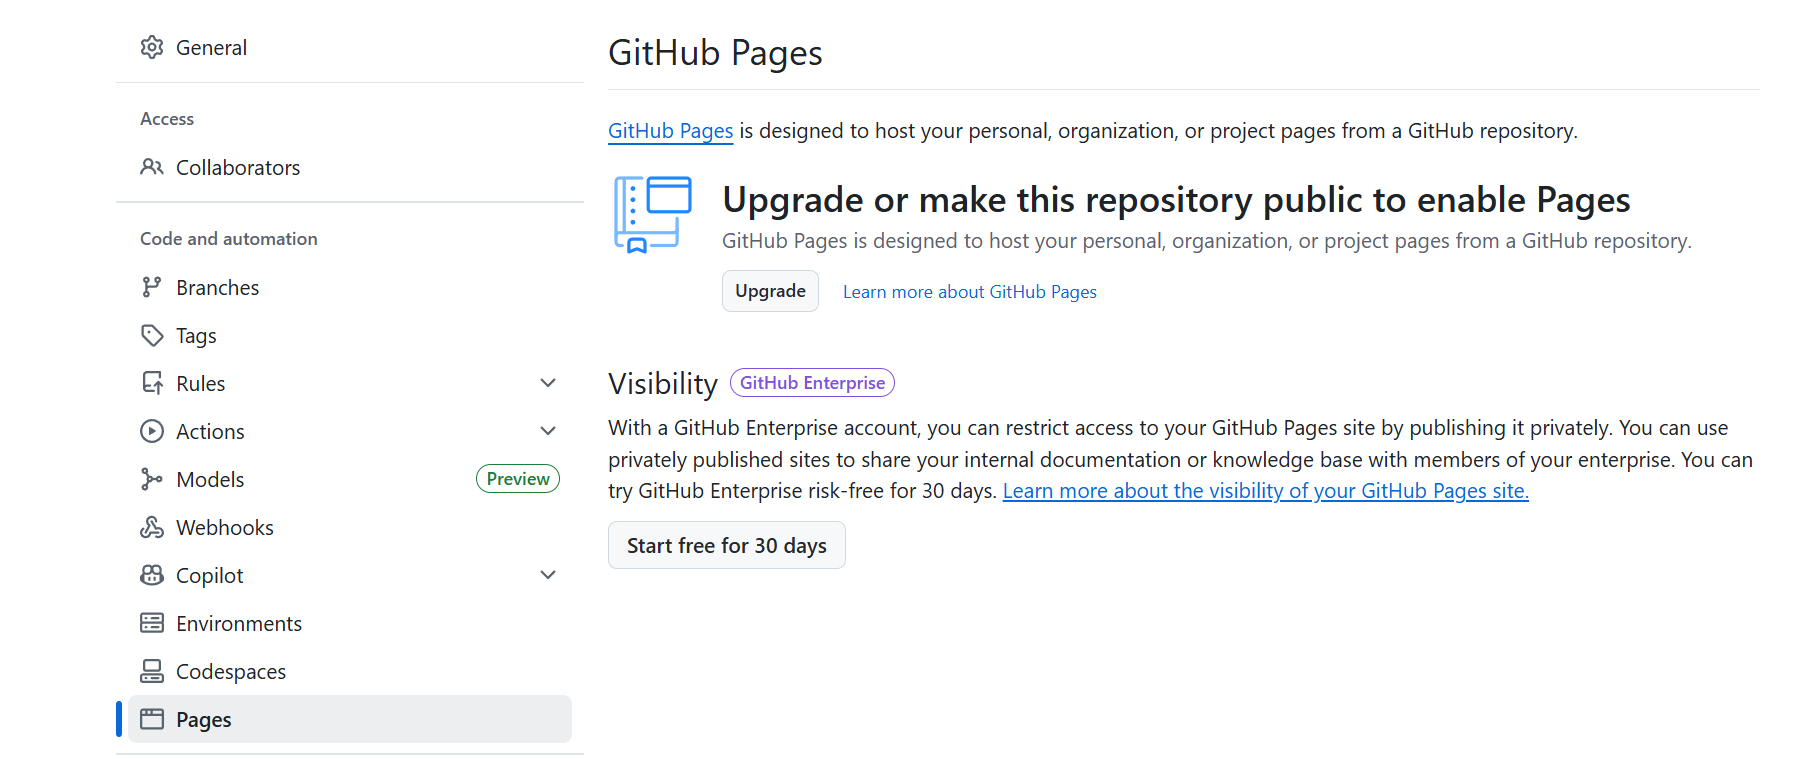 General
Access
Collaborators
Code and automation
Branches
Tags
Rules
Actions
Models Preview
Webhooks
Copilot
Environments
Codespaces
Pages
GitHub Pages
GitHub Pages is designed to host your personal, organization, or project pages from a GitHub repository.
Upgrade or make this repository public to enable Pages
GitHub Pages is designed to host your personal, organization, or project pages from a GitHub repository.
Upgrade Learn more about GitHub Pages
Visibility GitHub Enterprise
With a GitHub Enterprise account, you can restrict access to your GitHub Pages site by publishing it privately. You can use
privately published sites to share your internal documentation or knowledge base with members of your enterprise. You can
try GitHub Enterprise risk-free for 30 days. Learn more about the visibility of your GitHub Pages site.
Start free for 30 days